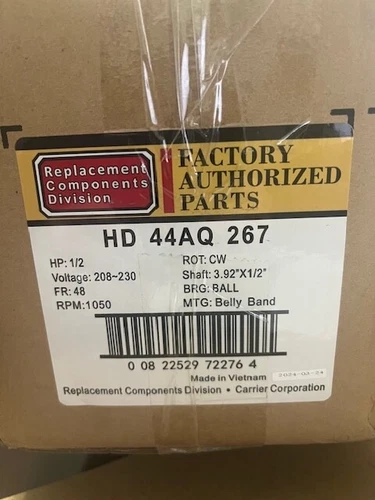 Replacement
Components
Division
FACTORY
AUTHORIZED
PARTS
HD 44AQ 267
HP: 1/2
Voltage: 208~230
FR: 48
RPM: 1050
ROT: CW
Shaft: 3.92"X1/2"
BRG: BALL
MTG: Belly Band
0 08 22529 72276 4
Made in Vietnam
Replacement Components Division • Carrier Corporation